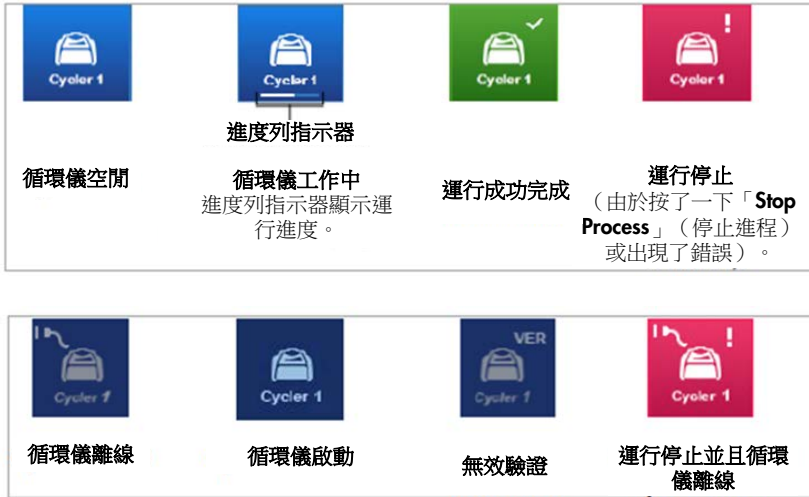 Cycler 1
Cycler 1
Cycler 1
!
Cycler 1
進度列指示器
循環儀空閒
循環儀工作中
進度列指示器顯示運
行進度。
運行成功完成
運行停止
（由於按了一下「Stop
Process」（停止進程）
或出現了錯誤）。
Cycler 1
Cycler 1
VER
Cycler 1
!
Cycler 1
循環儀離線
循環儀啟動
無效驗證
運行停止並且循環
儀離線